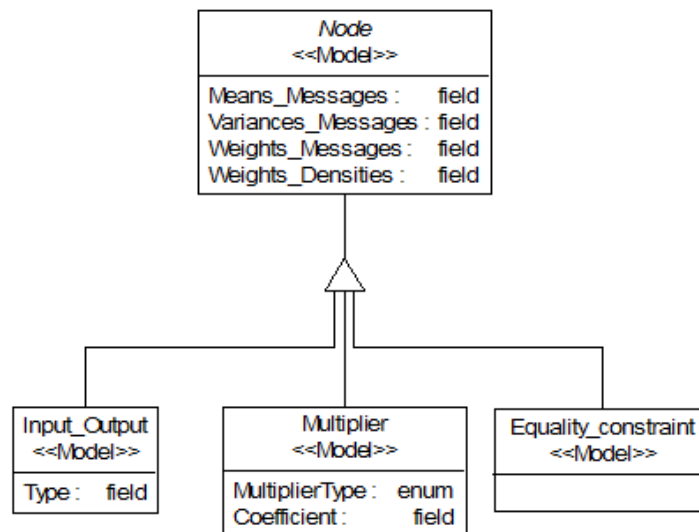 Node
<<Model>>
Means_Messages : field
Variances_Messages : field
Weights_Messages : field
Weights_Densities : field
Input_Output
<<Model>>
Type : field
Multiplier
<<Model>>
MultiplierType : enum
Coefficient : field
Equality_constraint
<<Model>>